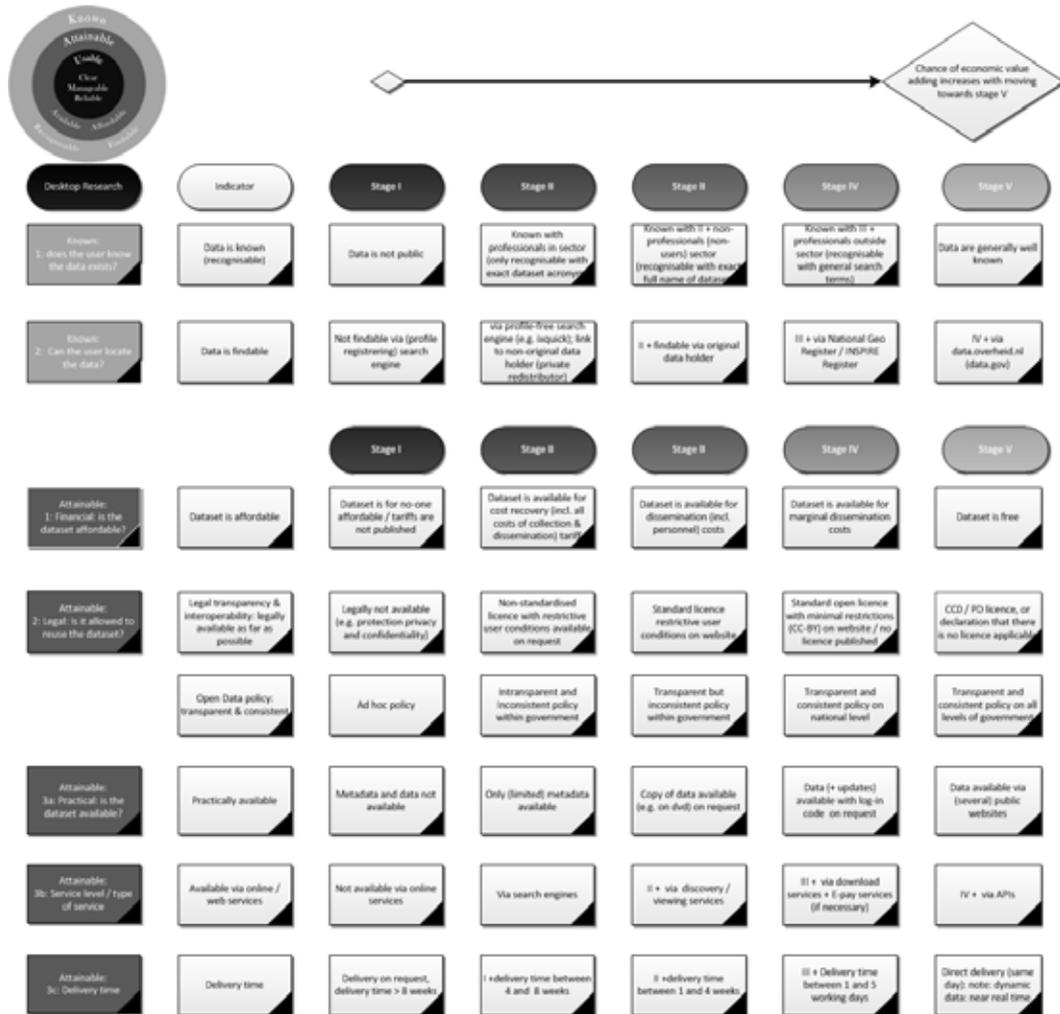 Known
Attainable
Usable
Clear
Manageable
Reliable
Available Affordable
Recognisable Findable
Chance of economic value
adding increases with moving
towards stage V
Desktop Research
Indicator
Stage I
Stage II
Stage II
Stage IV
Stage V
Known:
1: does the user know
the data exists?
Data is known
(recognisable)
Data is not public
Known with
professionals in sector
(only recognisable with
exact dataset acronym
Known with II + non-
professionals (non-
users) sector
(recognisable with exact
full name of dataset
Known with III +
professionals outside
sector (recognisable
with general search
terms)
Data are generally well
known
Known:
2: Can the user locate
the data?
Data is findable
Not findable via (profile
registrering) search
engine
via profile-free search
engine (e.g. ixquick); link
to non-original data
holder (private
redistributor)
II + findable via original
data holder
III + via National Geo
Register / INSPIRE
Register
IV + via
data.overheid.nl
(data.gov)
Stage I
Stage II
Stage II
Stage IV
Stage V
Attainable:
1: Financial: is the
dataset affordable?
Dataset is affordable
Dataset is for no-one
affordable / tariffs are
not published
Dataset is available for
cost recovery (incl. all
costs of collection &
dissemination) tariff
Dataset is available for
dissemination (incl.
personnel) costs
Dataset is available for
marginal dissemination
costs
Dataset is free
Attainable:
2: Legal: Is it allowed to
reuse the dataset?
Legal transparency &
interoperability: legally
available as far as
possible
Legally not available
(e.g. protection privacy
and confidentiality)
Non-standardised
licence with restrictive
user conditions available
on request
Standard licence
restrictive user
conditions on website
Standard open licence
with minimal restrictions
(CC-BY) on website / no
licence published
CC0 / PD licence, or
declaration that there
is no licence applicable
Open Data policy:
transparent & consistent
Ad hoc policy
Intransparent and
inconsistent policy
within government
Transparent but
inconsistent policy
within government
Transparent and
consistent policy on
national level
Transparent and
consistent policy on all
levels of government
Attainable:
3a: Practical: is the
dataset available?
Practically available
Metadata and data not
available
Only (limited) metadata
available
Copy of data available
(e.g. on dvd) on request
Data (+ updates)
available with log-in
code on request
Data available via
(several) public
websites
Attainable:
3b: Service level / type
of service
Available via online /
web services
Not available via online
services
Via search engines
II + via discovery /
viewing services
III + via download
services + E-pay services
(if necessary)
IV + via APIs
Attainable:
3c: Delivery time
Delivery time
Delivery on request,
delivery time > 8 weeks
I +delivery time between
4 and 8 weeks
II +delivery time
between 1 and 4 weeks
III + Delivery time
between 1 and 5
working days
Direct delivery (same
day): note: dynamic
data: near real time